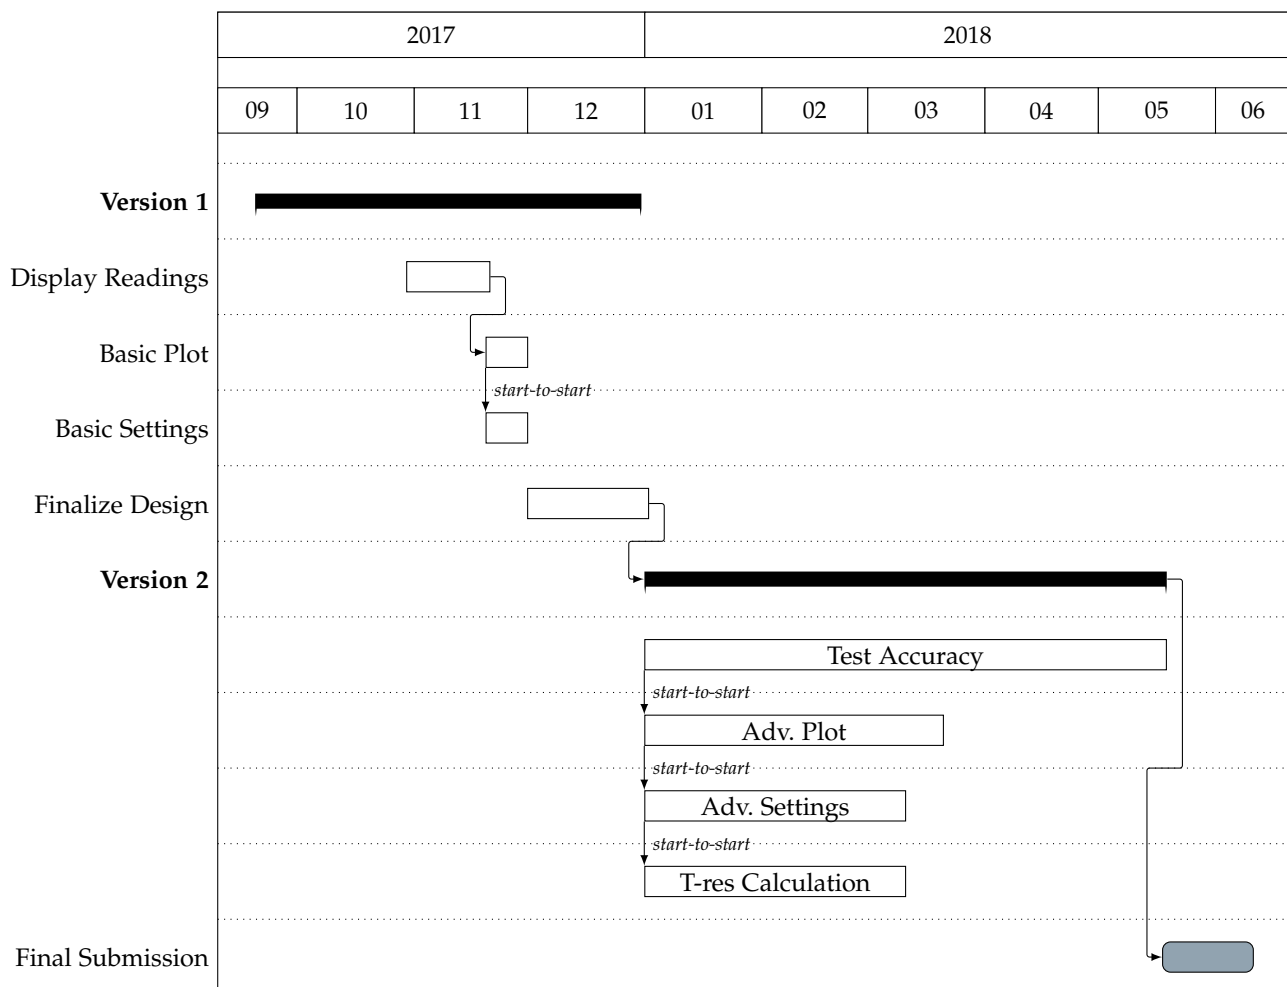 2017 2018
09 10 11 12 01 02 03 04 05 06
Version 1
Display Readings
Basic Plot
start-to-start
Basic Settings
Finalize Design
Version 2
Test Accuracy
start-to-start
Adv. Plot
start-to-start
Adv. Settings
start-to-start
T-res Calculation
Final Submission